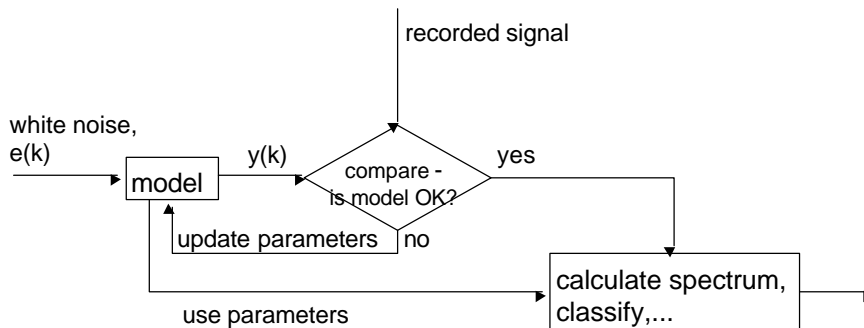 recorded signal
white noise,
e(k)
model
y(k)
compare -
is model OK?
yes
update parameters
no
calculate spectrum,
classify,...
use parameters